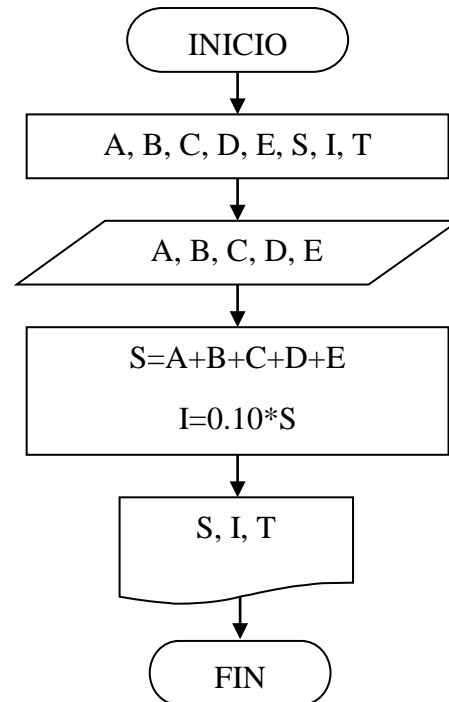 INICIO
A, B, C, D, E, S, I, T
A, B, C, D, E
S=A+B+C+D+E
I=0.10*S
S, I, T
FIN